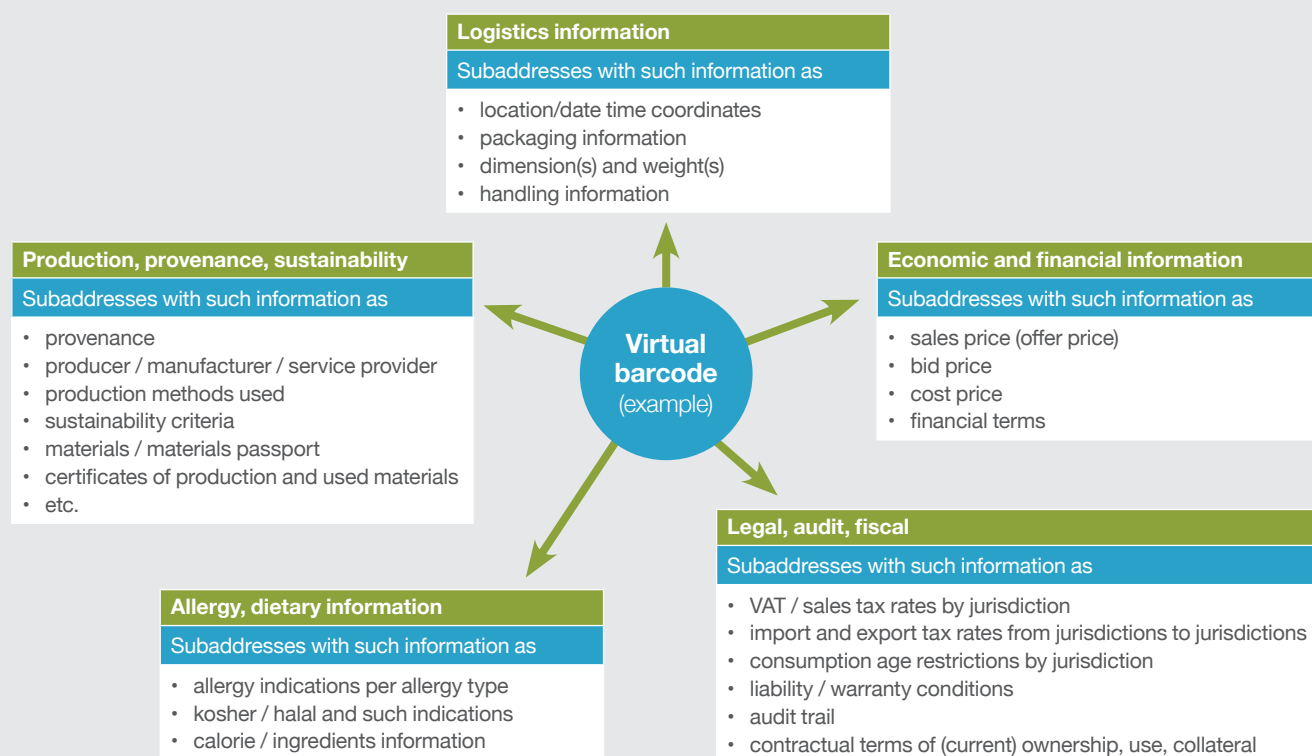 Logistics information
Subaddresses with such information as
• location/date time coordinates
• packaging information
• dimension(s) and weight(s)
• handling information
Production, provenance, sustainability
Subaddresses with such information as
• provenance
• producer / manufacturer / service provider
• production methods used
• sustainability criteria
• materials / materials passport
• certificates of production and used materials
• etc.
Virtual
barcode
(example)
Economic and financial information
Subaddresses with such information as
• sales price (offer price)
• bid price
• cost price
• financial terms
Allergy, dietary information
Subaddresses with such information as
• allergy indications per allergy type
• kosher / halal and such indications
• calorie / ingredients information
Legal, audit, fiscal
Subaddresses with such information as
• VAT / sales tax rates by jurisdiction
• import and export tax rates from jurisdictions to jurisdictions
• consumption age restrictions by jurisdiction
• liability / warranty conditions
• audit trail
• contractual terms of (current) ownership, use, collateral